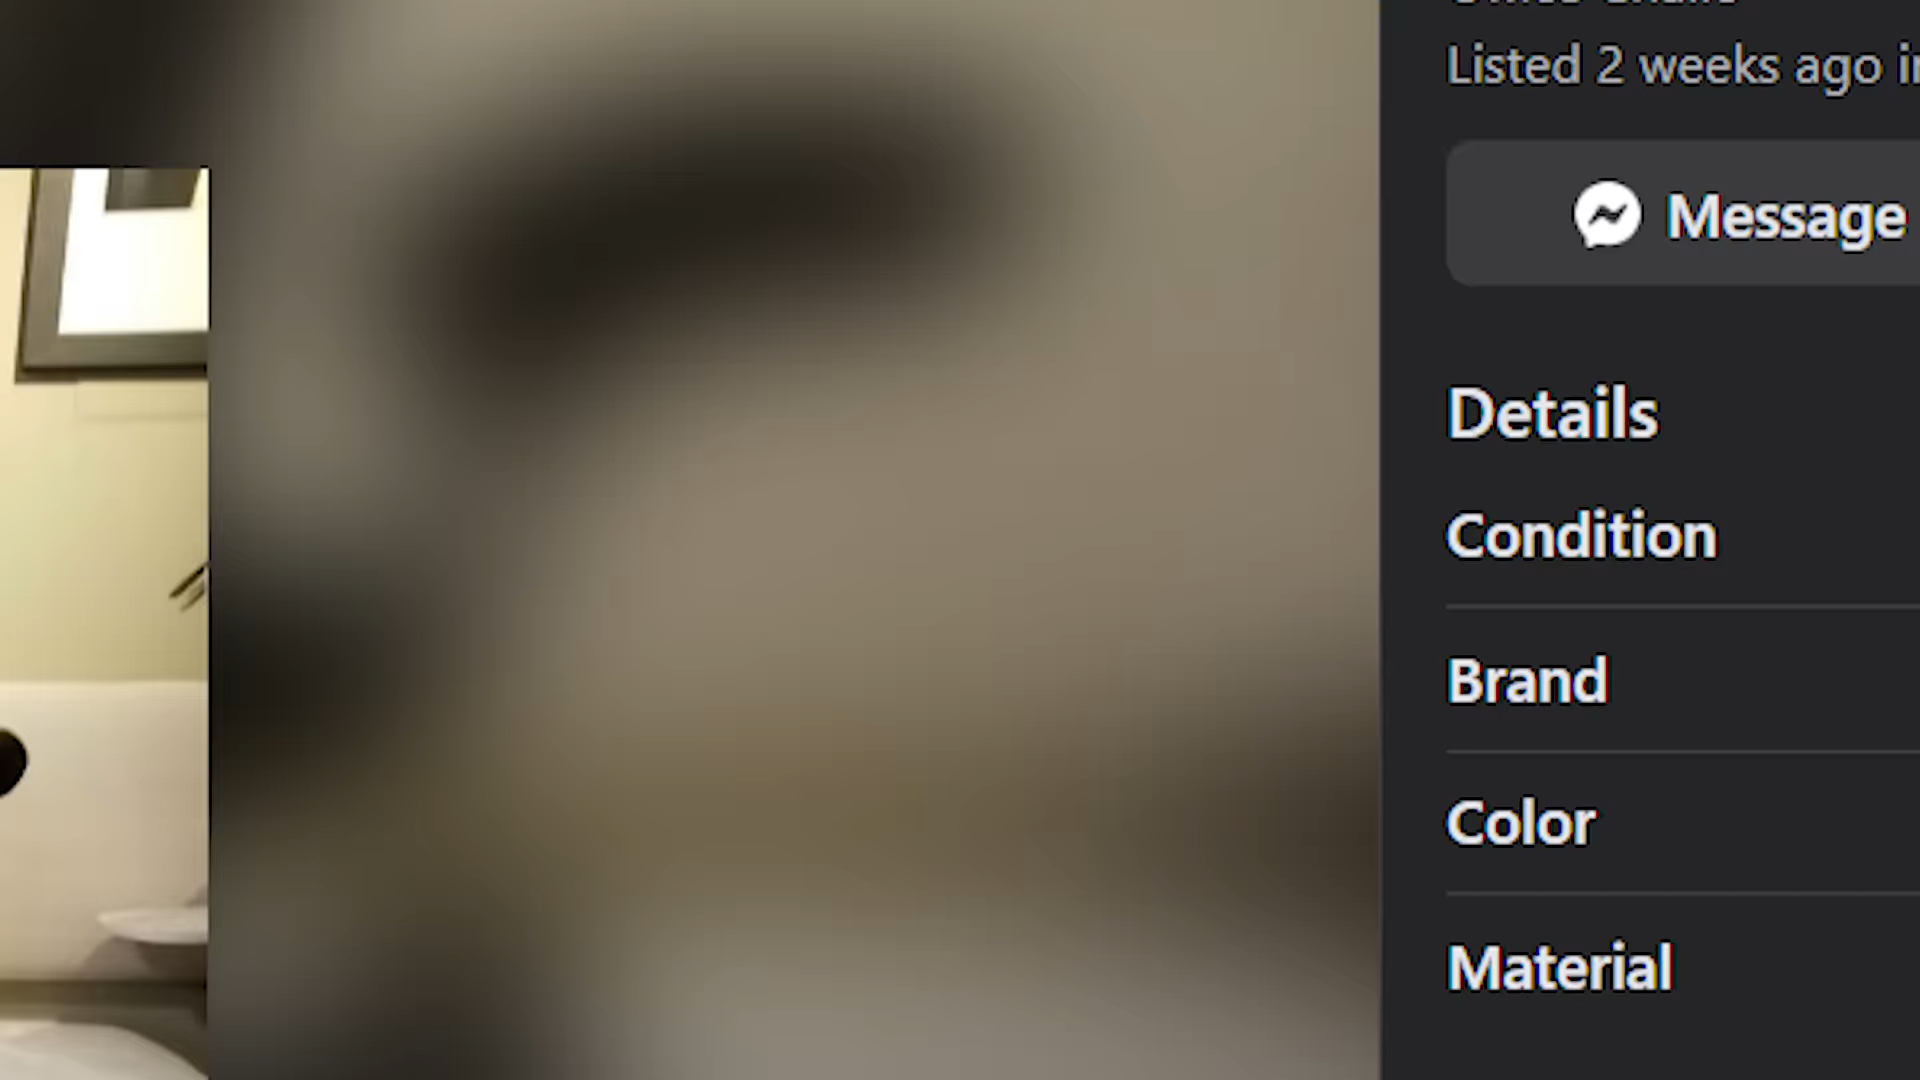 Listed 2 weeks ago
Message
Details
Condition
Brand
Color
Material